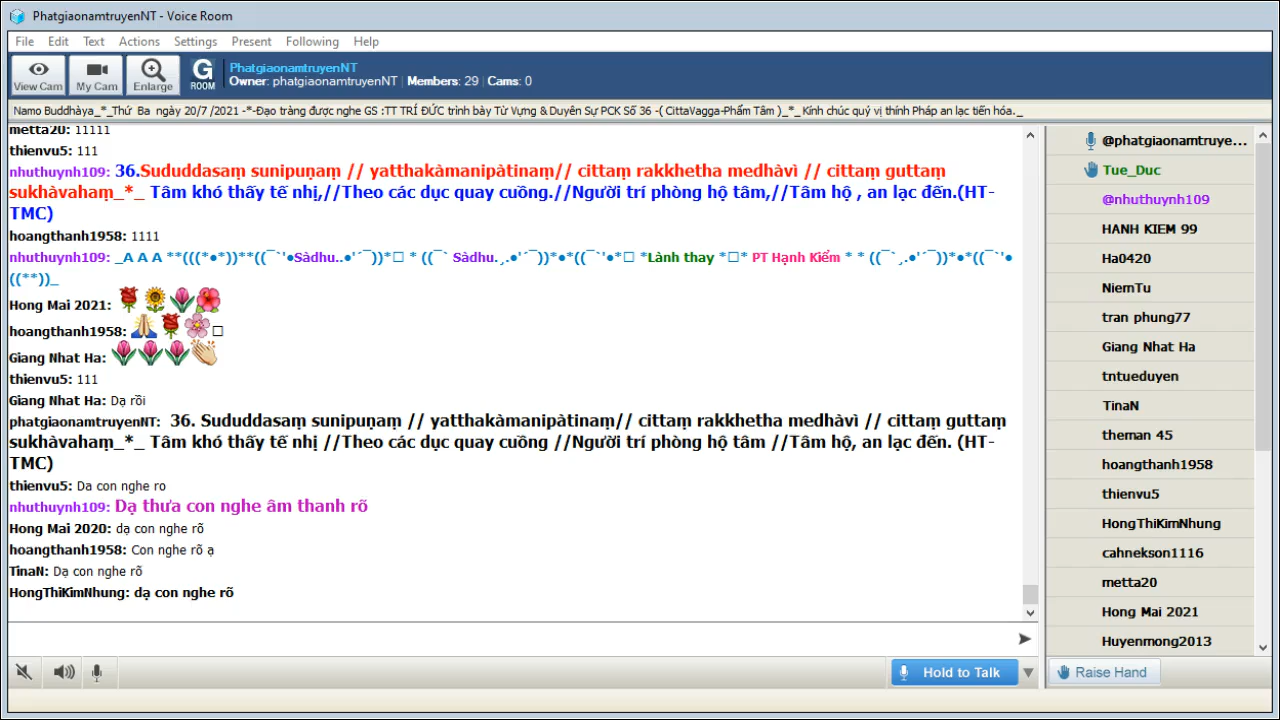 PhatgiaonamtruyenNT - Voice Room
File Edit Text Actions Settings Present Following Help
View Cam My Cam Enlarge G ROOM
PhatgiaonamtruyenNT
Owner: phatgiaonamtruyenNT | Members: 29 | Cams: 0
Namo Buddhàya_*_Thứ Ba ngày 20/7 /2021 -*-Đạo tràng được nghe GS :TT TRÍ ĐỨC trình bày Từ Vựng & Duyên Sự PCK Số 36 -( CittaVagga-Phẩm Tâm )_*_ Kính chúc quý vị thính Pháp an lạc tiến hóa._
metta20: 11111
thienvu5: 111
nhuthuynh109: 36.Sududdasaṃ sunipuṇaṃ // yatthakàmanipàtinaṃ// cittaṃ rakkhetha medhàvì // cittaṃ guttaṃ
sukhàvahaṃ_*_ Tâm khó thấy tế nhị,//Theo các dục quay cuồng.//Người trí phòng hộ tâm,//Tâm hộ , an lạc đến.(HT-
TMC)
hoangthanh1958: 1111
nhuthuynh109: _A A A **(((*●*))**((¯`'●Sàdhu..●'´¯))*□ * ((¯` Sàdhu.¸.●'´¯))*●*((¯`'●*□ *Lành thay *□* PT Hạnh Kiểm * * ((¯`¸.●'´¯))*●*((¯`'●
((**))_
Hong Mai 2021:
hoangthanh1958: □
Giang Nhat Ha:
thienvu5: 111
Giang Nhat Ha: Dạ rồi
phatgiaonamtruyenNT: 36. Sududdasaṃ sunipuṇaṃ // yatthakàmanipàtinaṃ// cittaṃ rakkhetha medhàvì // cittaṃ guttaṃ
sukhàvahaṃ_*_ Tâm khó thấy tế nhị //Theo các dục quay cuồng //Người trí phòng hộ tâm //Tâm hộ, an lạc đến. (HT-
TMC)
thienvu5: Da con nghe ro
nhuthuynh109: Dạ thưa con nghe âm thanh rõ
Hong Mai 2020: dạ con nghe rõ
hoangthanh1958: Con nghe rõ ạ
TinaN: Dạ con nghe rõ
HongThiKimNhung: dạ con nghe rõ
@phatgiaonamtruye...
Tue_Duc
@nhuthuynh109
HANH KIEM 99
Ha0420
NiemTu
tran phung77
Giang Nhat Ha
tntueduyen
TinaN
theman 45
hoangthanh1958
thienvu5
HongThiKimNhung
cahnekson1116
metta20
Hong Mai 2021
Huyenmong2013
Hold to Talk
Raise Hand